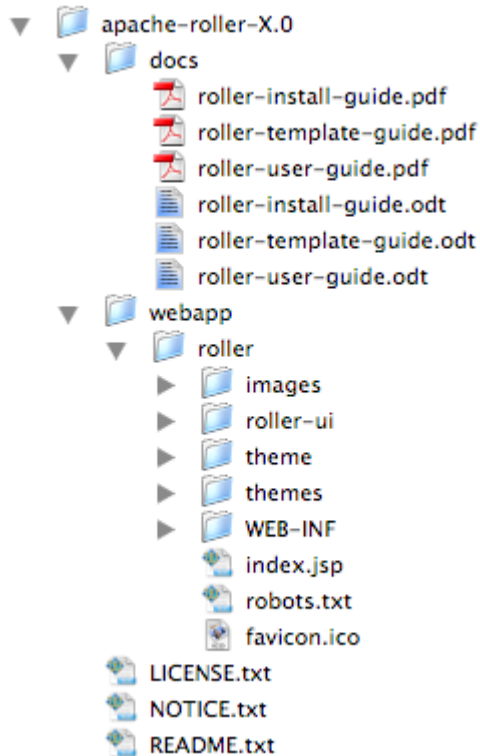 apache-roller-X.0
docs
roller-install-guide.pdf
roller-template-guide.pdf
roller-user-guide.pdf
roller-install-guide.odt
roller-template-guide.odt
roller-user-guide.odt
webapp
roller
images
roller-ui
theme
themes
WEB-INF
index.jsp
robots.txt
favicon.ico
LICENSE.txt
NOTICE.txt
README.txt